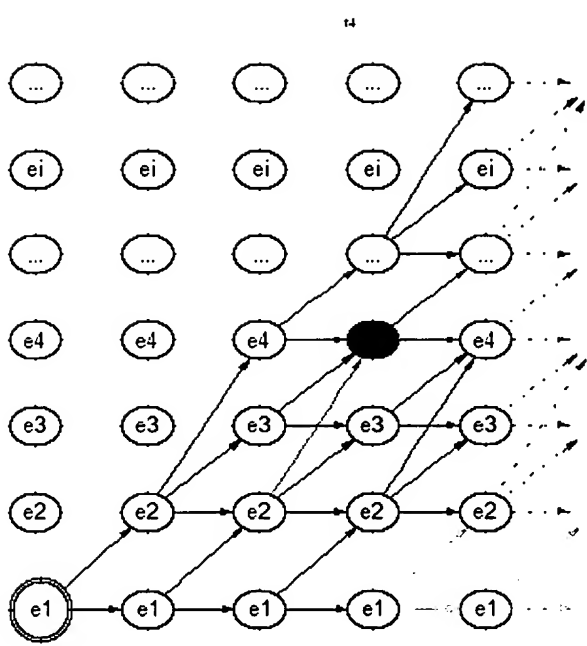 t4
... ... ... ... ...
ei ei ei ei ei
... ... ... ... ...
e4 e4 e4 e4
e3 e3 e3 e3 e3
e2 e2 e2 e2 e2
e1 e1 e1 e1 e1